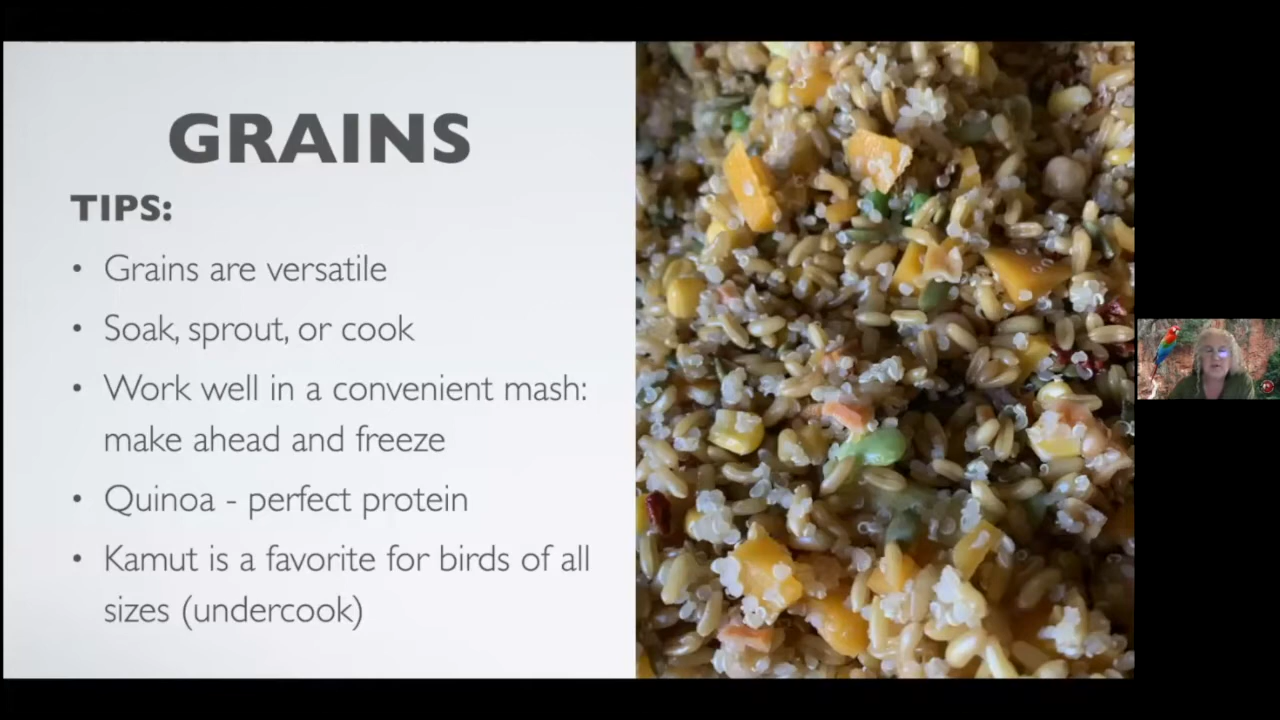 GRAINS
TIPS:
• Grains are versatile
• Soak, sprout, or cook
• Work well in a convenient mash:
make ahead and freeze
• Quinoa - perfect protein
• Kamut is a favorite for birds of all
sizes (undercook)